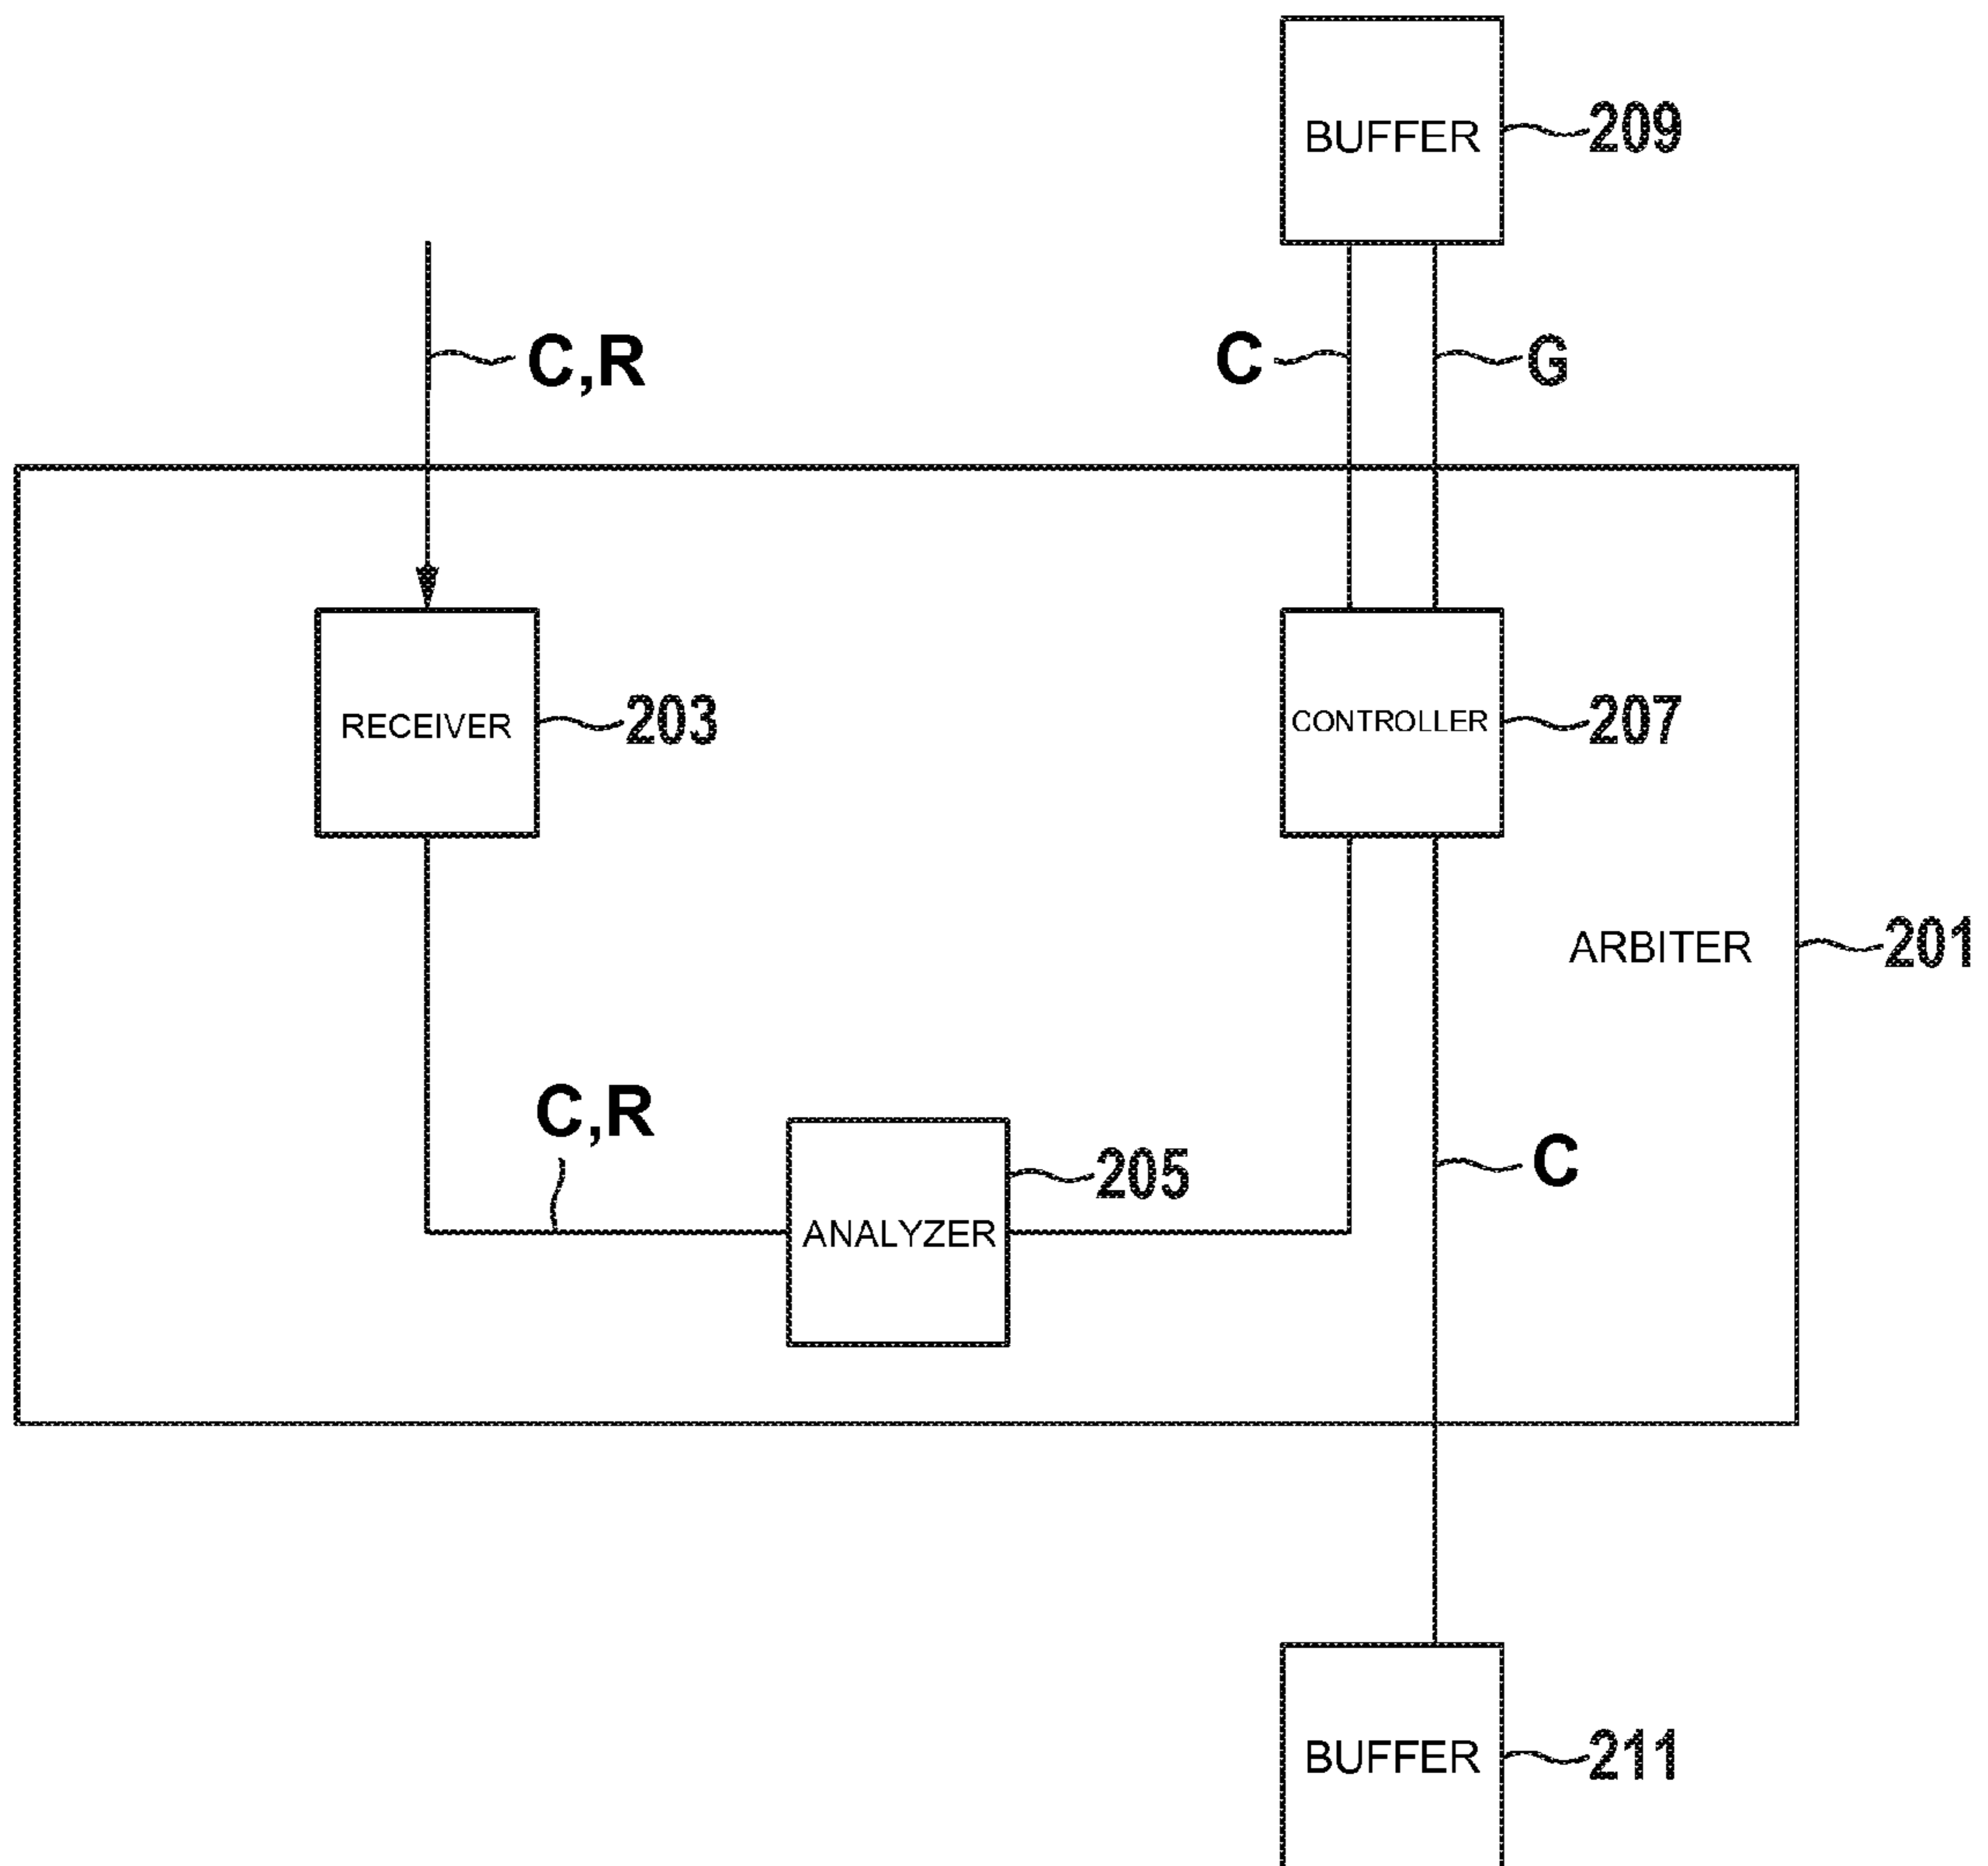 BUFFER
209
C,R
C
G
RECEIVER
203
CONTROLLER
207
ARBITER
201
C,R
205
C
ANALYZER
BUFFER
211